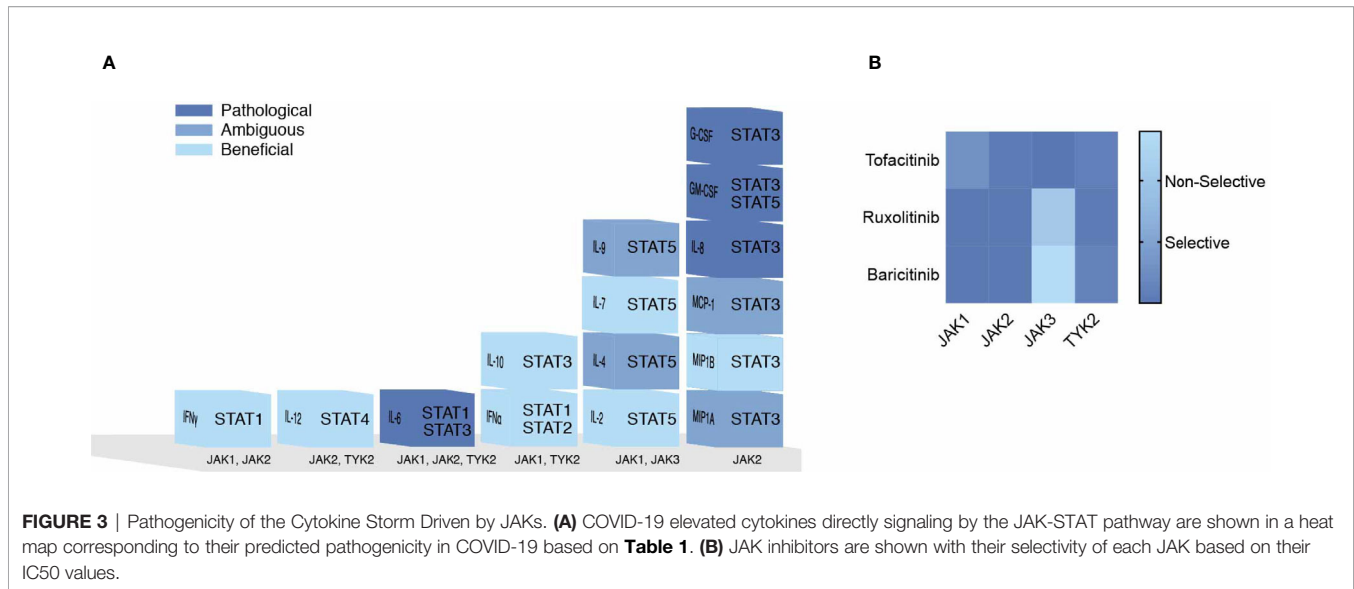 A
B
Pathological
Ambiguous
Beneficial
G-CSF STAT3
GM-CSF STAT3
STAT5
IL-8 STAT3
MCP-1 STAT3
MIP1B STAT3
MIP1A STAT3
JAK2
IL-9 STAT5
IL-7 STAT5
IL-4 STAT5
IL-2 STAT5
JAK1, JAK3
IL-10 STAT3
IFNα STAT1
STAT2
JAK1, TYK2
IL-6 STAT1
STAT3
JAK1, JAK2, TYK2
IL-12 STAT4
JAK2, TYK2
IFNγ STAT1
JAK1, JAK2
Tofacitinib
Ruxolitinib
Baricitinib
JAK1
JAK2
JAK3
TYK2
Non-Selective
Selective
FIGURE 3 | Pathogenicity of the Cytokine Storm Driven by JAKs. (A) COVID-19 elevated cytokines directly signaling by the JAK-STAT pathway are shown in a heat
map corresponding to their predicted pathogenicity in COVID-19 based on Table 1. (B) JAK inhibitors are shown with their selectivity of each JAK based on their
IC50 values.